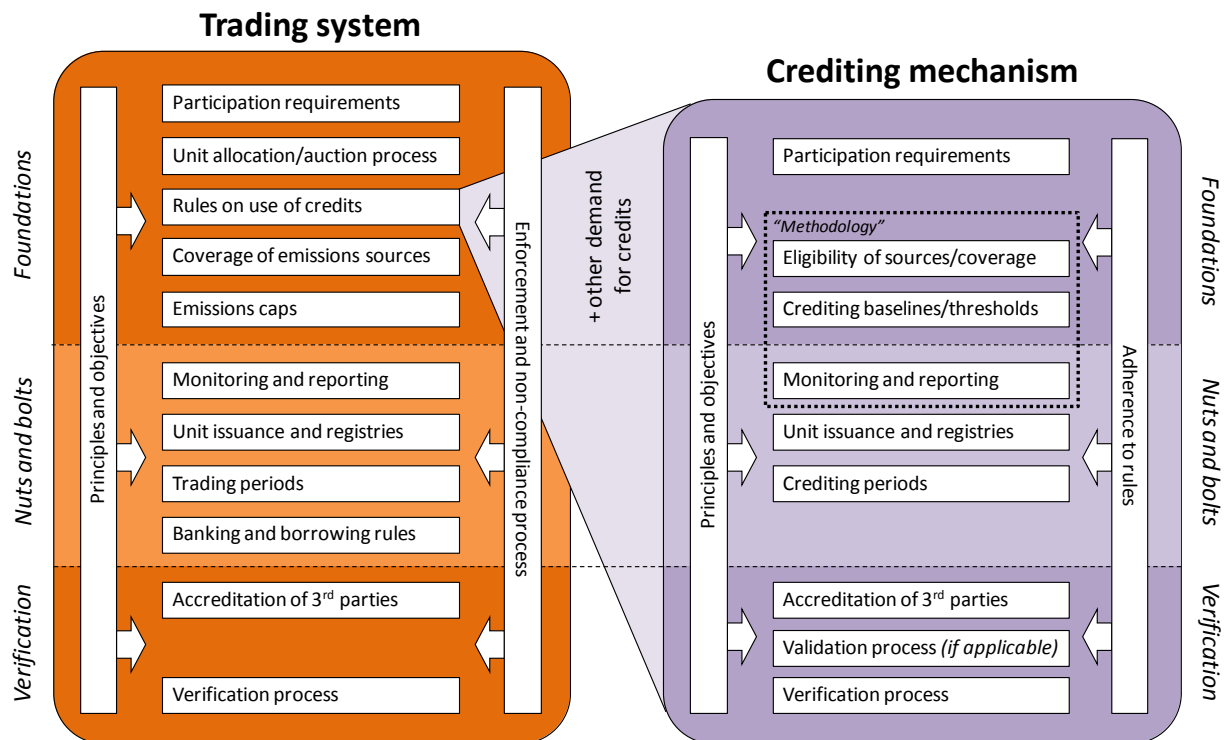 Trading system
Foundations
Nuts and bolts
Verification
Principles and objectives
Participation requirements
Unit allocation/auction process
Rules on use of credits
Coverage of emissions sources
Emissions caps
Monitoring and reporting
Unit issuance and registries
Trading periods
Banking and borrowing rules
Accreditation of 3rd parties
Verification process
Enforcement and non-compliance process
+ other demand
for credits
Crediting mechanism
Principles and objectives
Participation requirements
“Methodology”
Eligibility of sources/coverage
Crediting baselines/thresholds
Monitoring and reporting
Unit issuance and registries
Crediting periods
Accreditation of 3rd parties
Validation process (if applicable)
Verification process
Adherence to rules
Foundations
Nuts and bolts
Verification